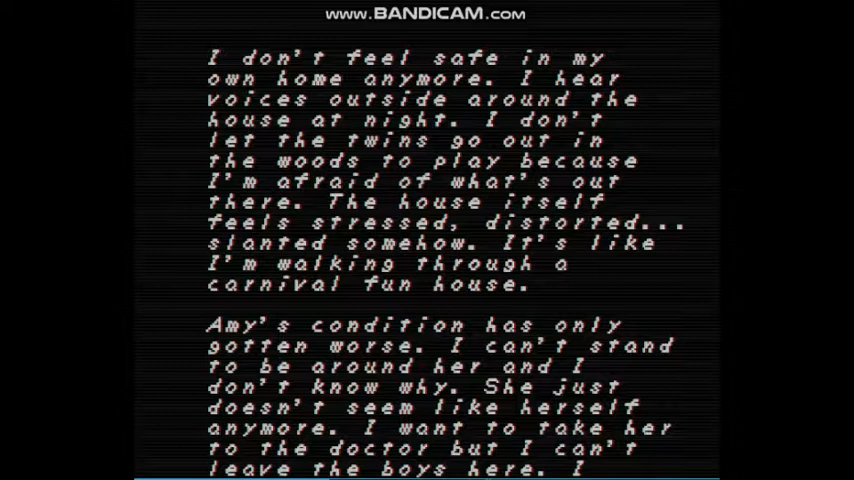 www.BANDICAM.com
I don't feel safe in my
own home anymore. I hear
voices outside around the
house at night. I don't
let the twins go out in
the woods to play because
I'm afraid of what's out
there. The house itself
feels stressed, distorted...
slanted somehow. It's like
I'm walking through a
carnival fun house.
Amy's condition has only
gotten worse. I can't stand
to be around her and I
don't know why. She just
doesn't seem like herself
anymore. I want to take her
to the doctor but I can't
leave the boys here. I